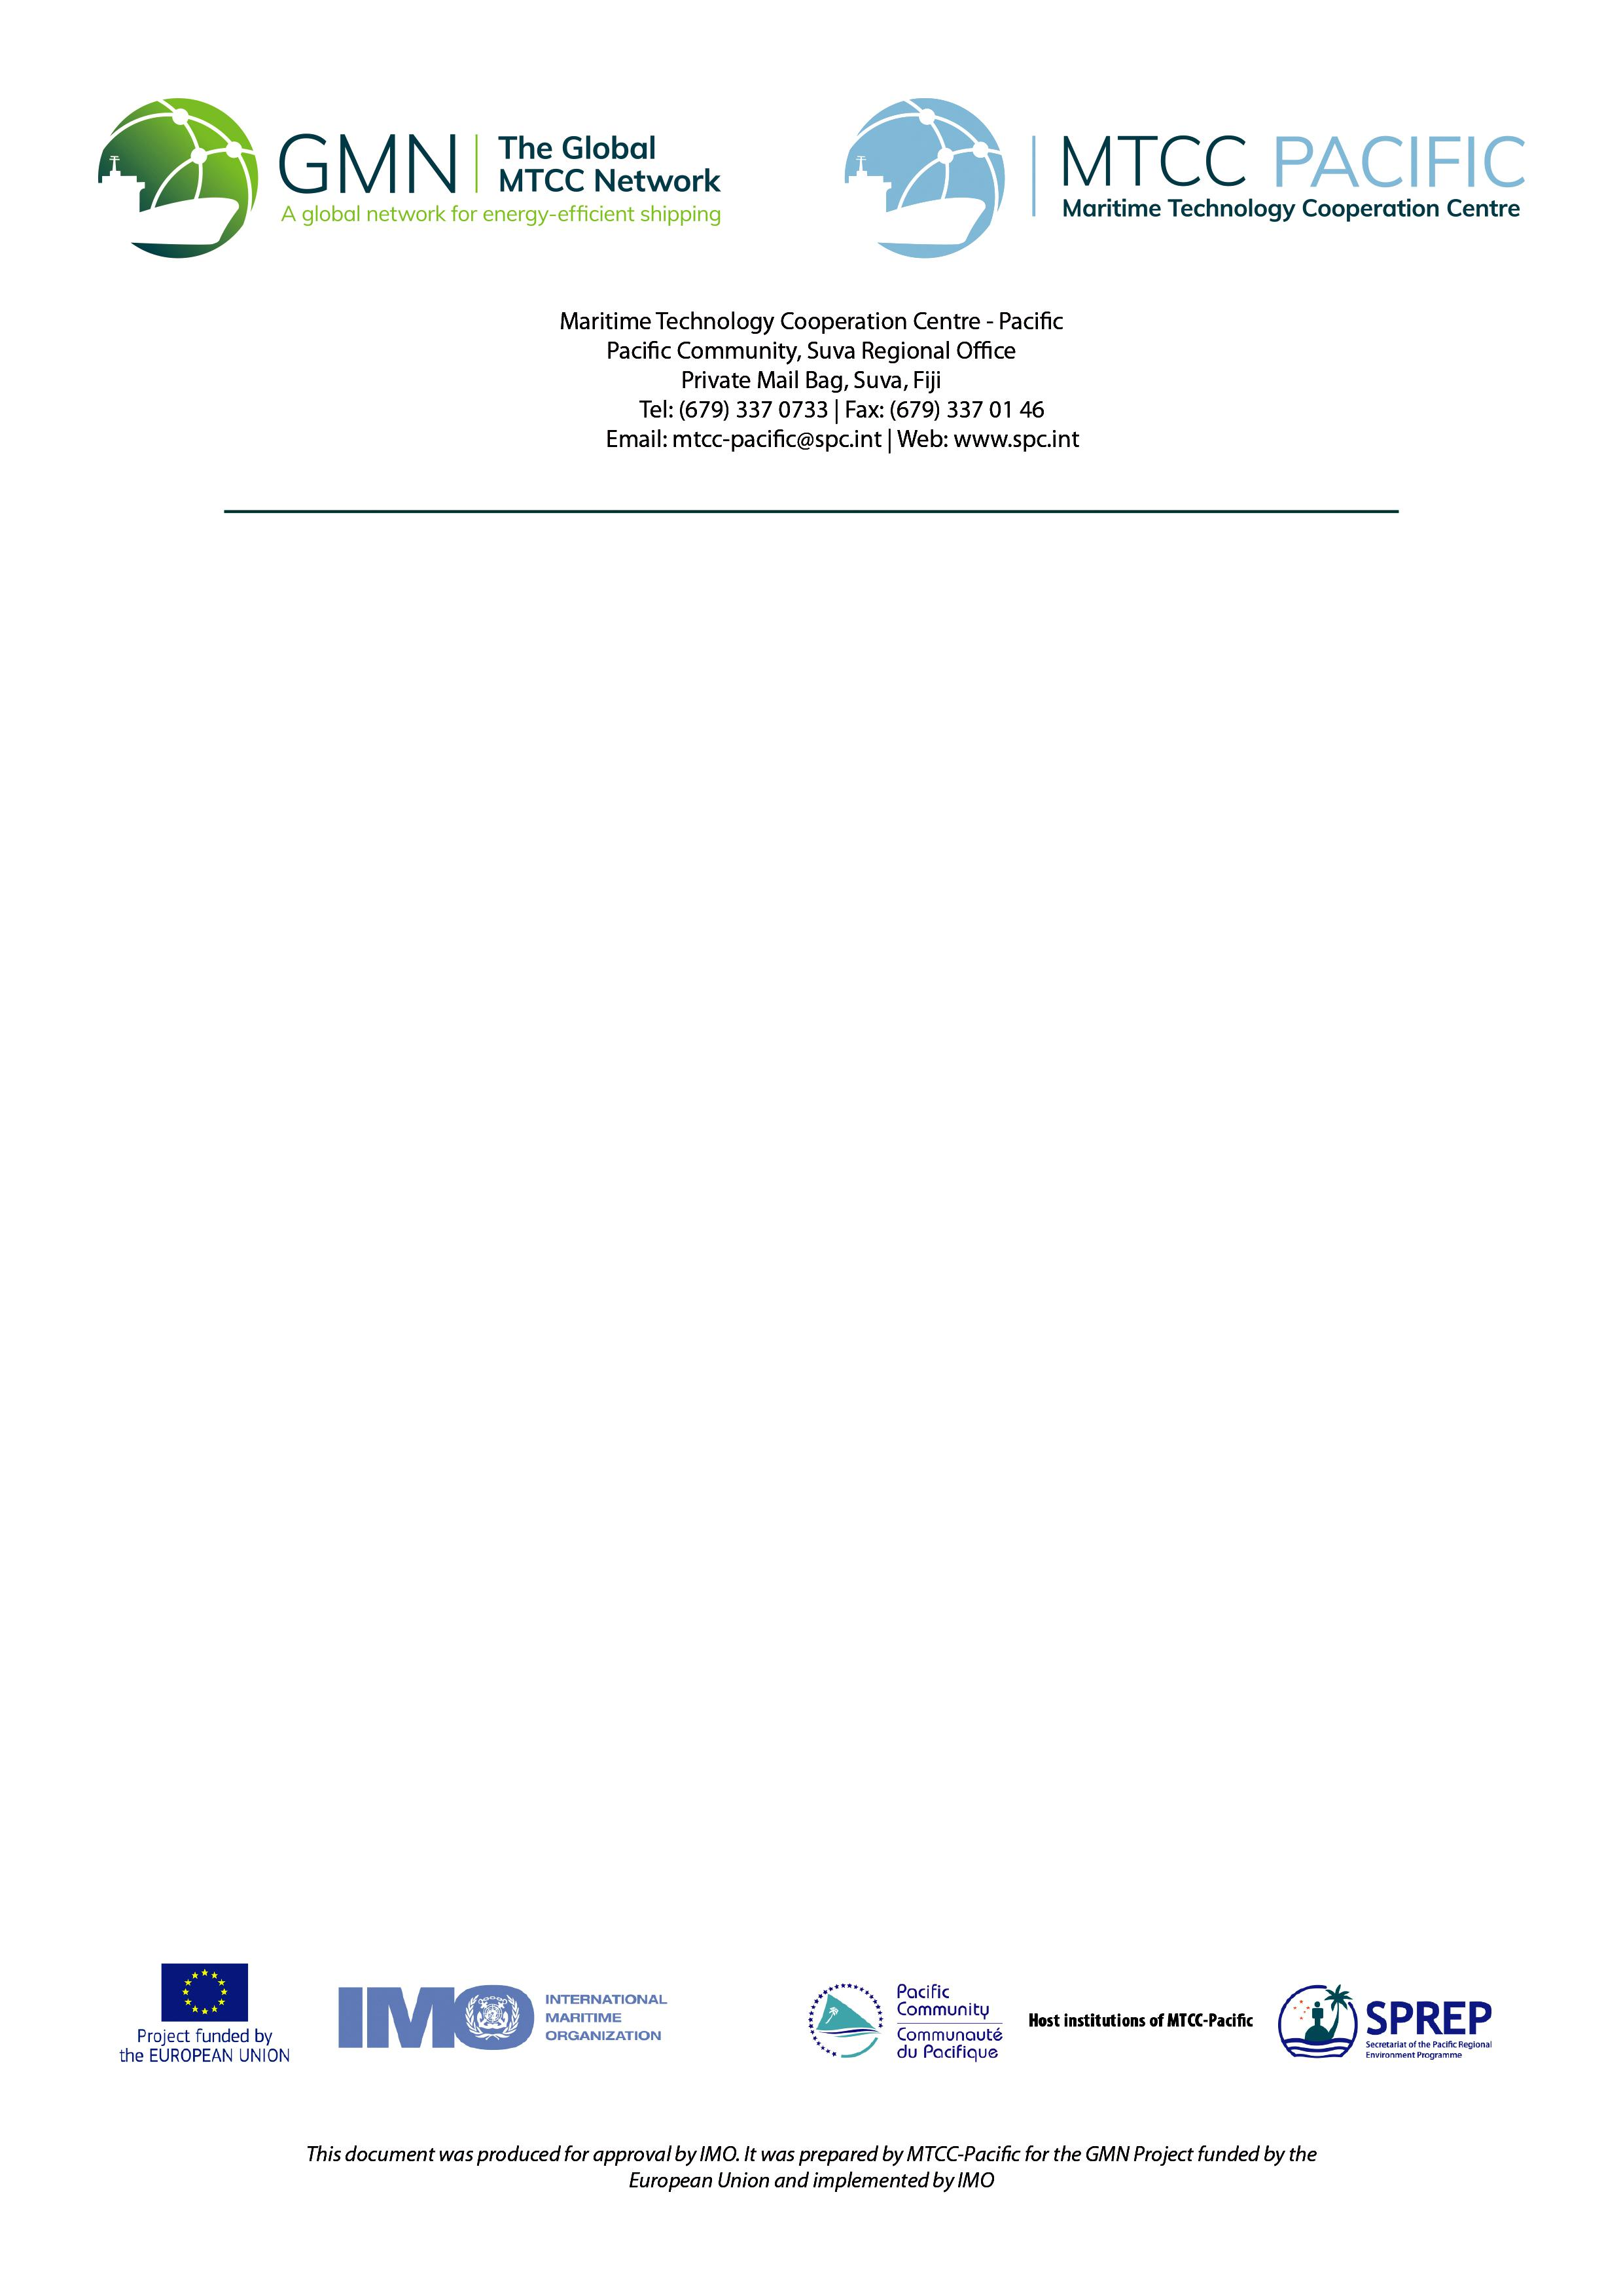 GMN
The Global
MTCC Network
A global network for energy-efficient shipping
MTCC PACIFIC
Maritime Technology Cooperation Centre
Maritime Technology Cooperation Centre - Pacific
Pacific Community, Suva Regional Office
Private Mail Bag, Suva, Fiji
Tel: (679) 337 0733 | Fax: (679) 337 01 46
Email: mtcc-pacific@spc.int | Web: www.spc.int
Project funded by
the EUROPEAN UNION
IMO
INTERNATIONAL
MARITIME
ORGANIZATION
Pacific
Community
Communauté
du Pacifique
Host institutions of MTCC-Pacific
SPREP
Secretariat of the Pacific Regional
Environment Programme
This document was produced for approval by IMO. It was prepared by MTCC-Pacific for the GMN Project funded by the
European Union and implemented by IMO